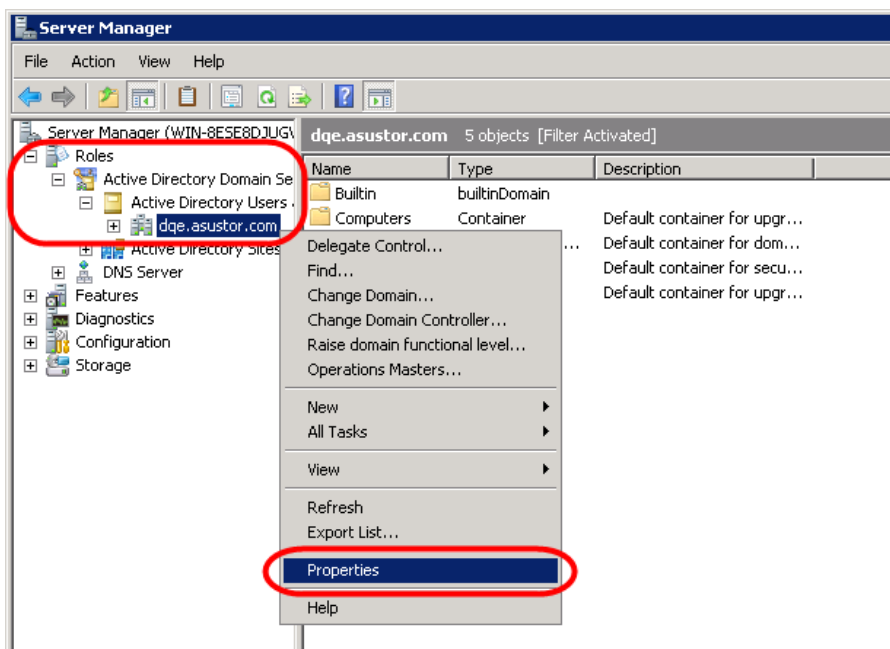 Server Manager
File Action View Help
Server Manager (WIN-8ESE8DJUGV
Roles
Active Directory Domain Se
Active Directory Users
dqe.asustor.com
Active Directory Sites
DNS Server
Features
Diagnostics
Configuration
Storage
dqe.asustor.com 5 objects [Filter Activated]
Name Type Description
Builtin builtinDomain
Computers Container Default container for upgr...
... Default container for dom...
Default container for secu...
Default container for upgr...
Delegate Control...
Find...
Change Domain...
Change Domain Controller...
Raise domain functional level...
Operations Masters...
New
All Tasks
View
Refresh
Export List...
Properties
Help